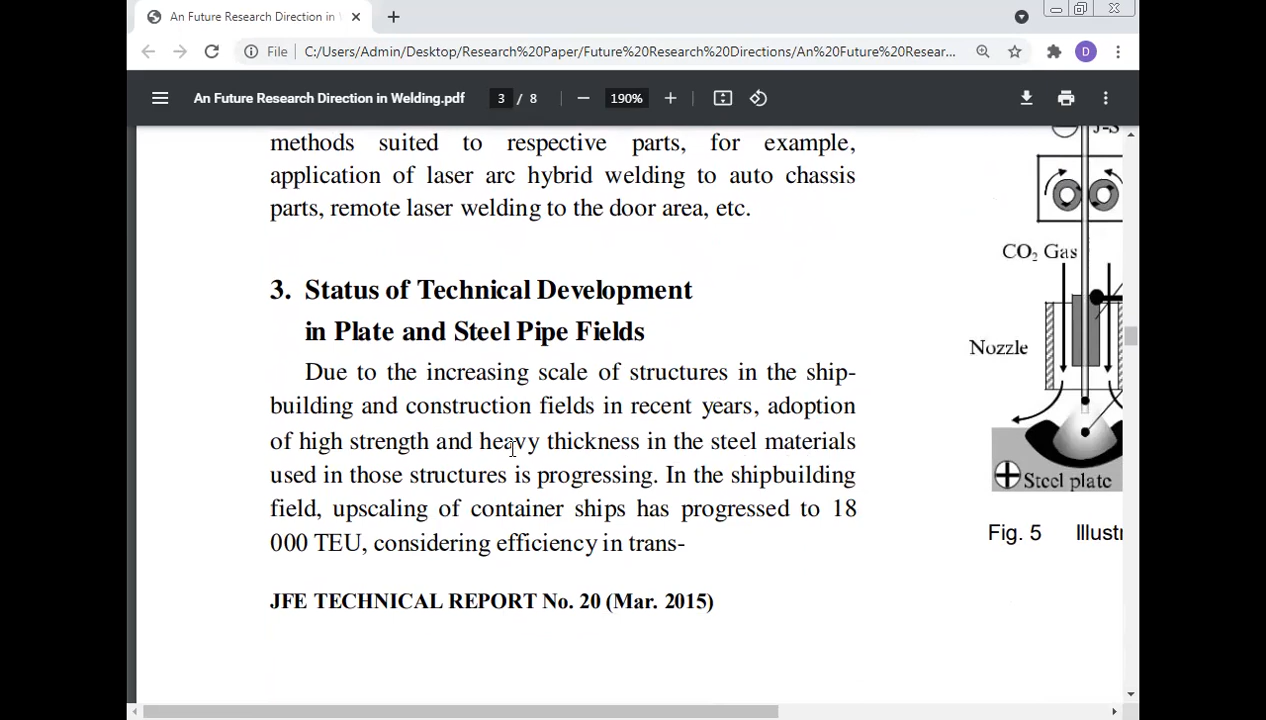 An Future Research Direction in
File
C:/Users/Admin/Desktop/Research%20Paper/Future%20Research%20Directions/An%20Future%20Resear...
D
An Future Research Direction in Welding.pdf
3 / 8
190%
methods suited to respective parts, for example,
application of laser arc hybrid welding to auto chassis
parts, remote laser welding to the door area, etc.
3. Status of Technical Development
in Plate and Steel Pipe Fields
Due to the increasing scale of structures in the ship-
building and construction fields in recent years, adoption
of high strength and heavy thickness in the steel materials
used in those structures is progressing. In the shipbuilding
field, upscaling of container ships has progressed to 18
000 TEU, considering efficiency in trans-
JFE TECHNICAL REPORT No. 20 (Mar. 2015)
CO₂ Gas
Nozzle
Steel plate
Fig. 5